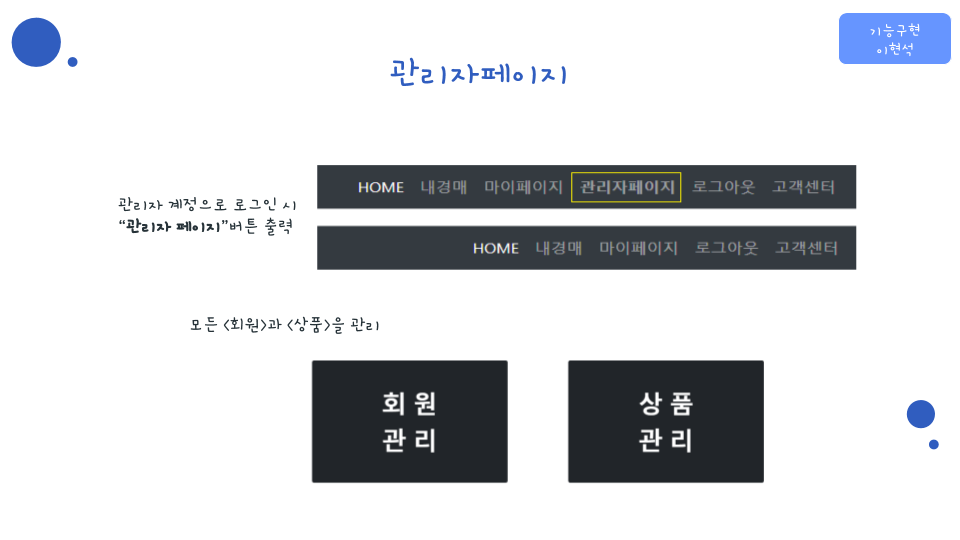 기능구현
이현석
관리자페이지
HOME 내경매 마이페이지 관리자페이지 로그아웃 고객센터
관리자 계정으로 로그인 시
“관리자 페이지”버튼 출력
HOME 내경매 마이페이지 로그아웃 고객센터
모든 <회원>과 <상품>을 관리
회 원
관 리
상 품
관 리